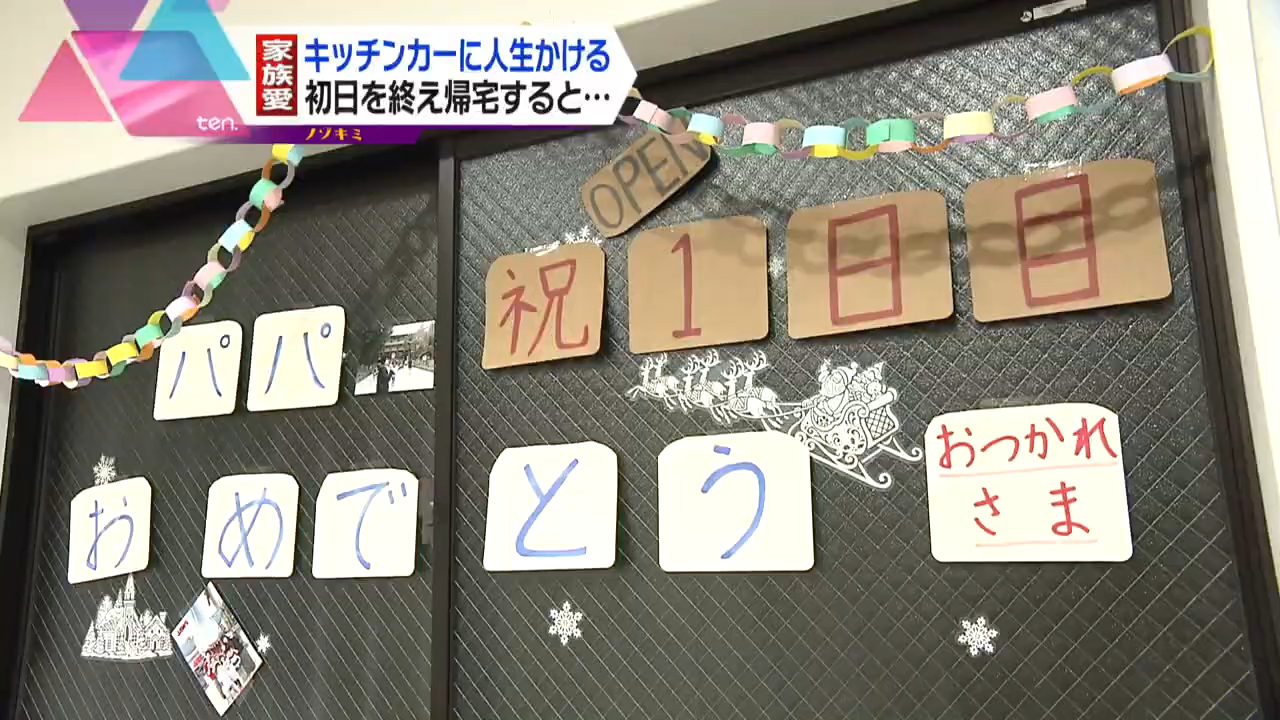 家族愛
キッチンカーに人生かける
初日を終え帰宅すると…
ten.
ノゾキミ
OPEN
祝1日目
パパ
おめでとう
おつかれ
さま